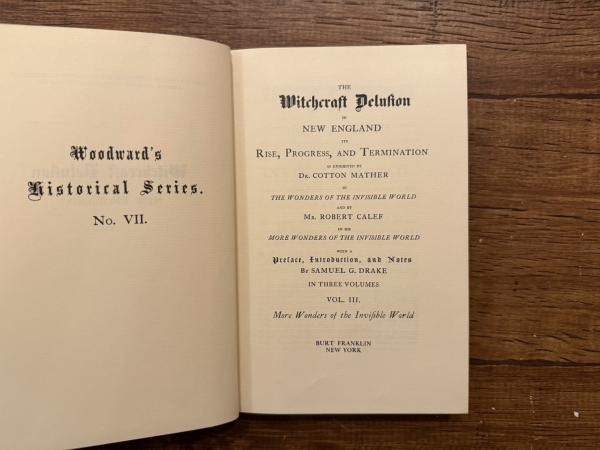 Woodward's
Historical Series.
No. VII.
THE
Witchcraft Delusion
IN
NEW ENGLAND
ITS
RISE, PROGRESS, AND TERMINATION
AS EXHIBITED BY
DR. COTTON MATHER
IN
THE WONDERS OF THE INVISIBLE WORLD
AND BY
MR. ROBERT CALEF
IN HIS
MORE WONDERS OF THE INVISIBLE WORLD
WITH A
Preface, Introduction, and Notes
BY SAMUEL G. DRAKE
IN THREE VOLUMES
VOL. III.
More Wonders of the Inviſible World
BURT FRANKLIN
NEW YORK